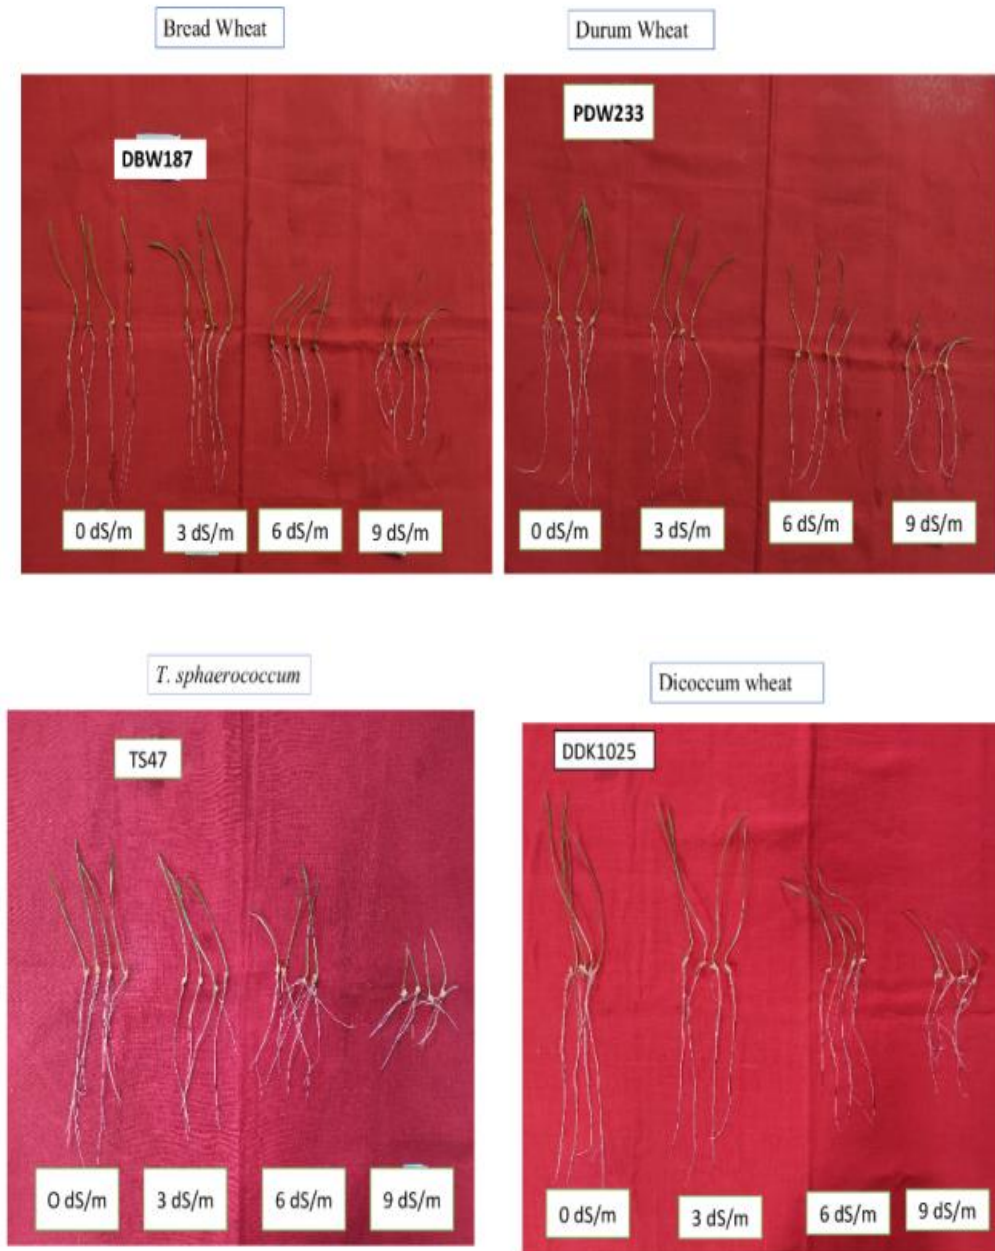 Bread Wheat
Durum Wheat
DBW187
PDW233
0 dS/m
3 dS/m
6 dS/m
9 dS/m
0 dS/m
3 dS/m
6 dS/m
9 dS/m
T. sphaerococcum
Dicoccum wheat
TS47
DDK1025
O dS/m
3 dS/m
6 dS/m
9 dS/m
0 dS/m
3 dS/m
6 dS/m
9 dS/m